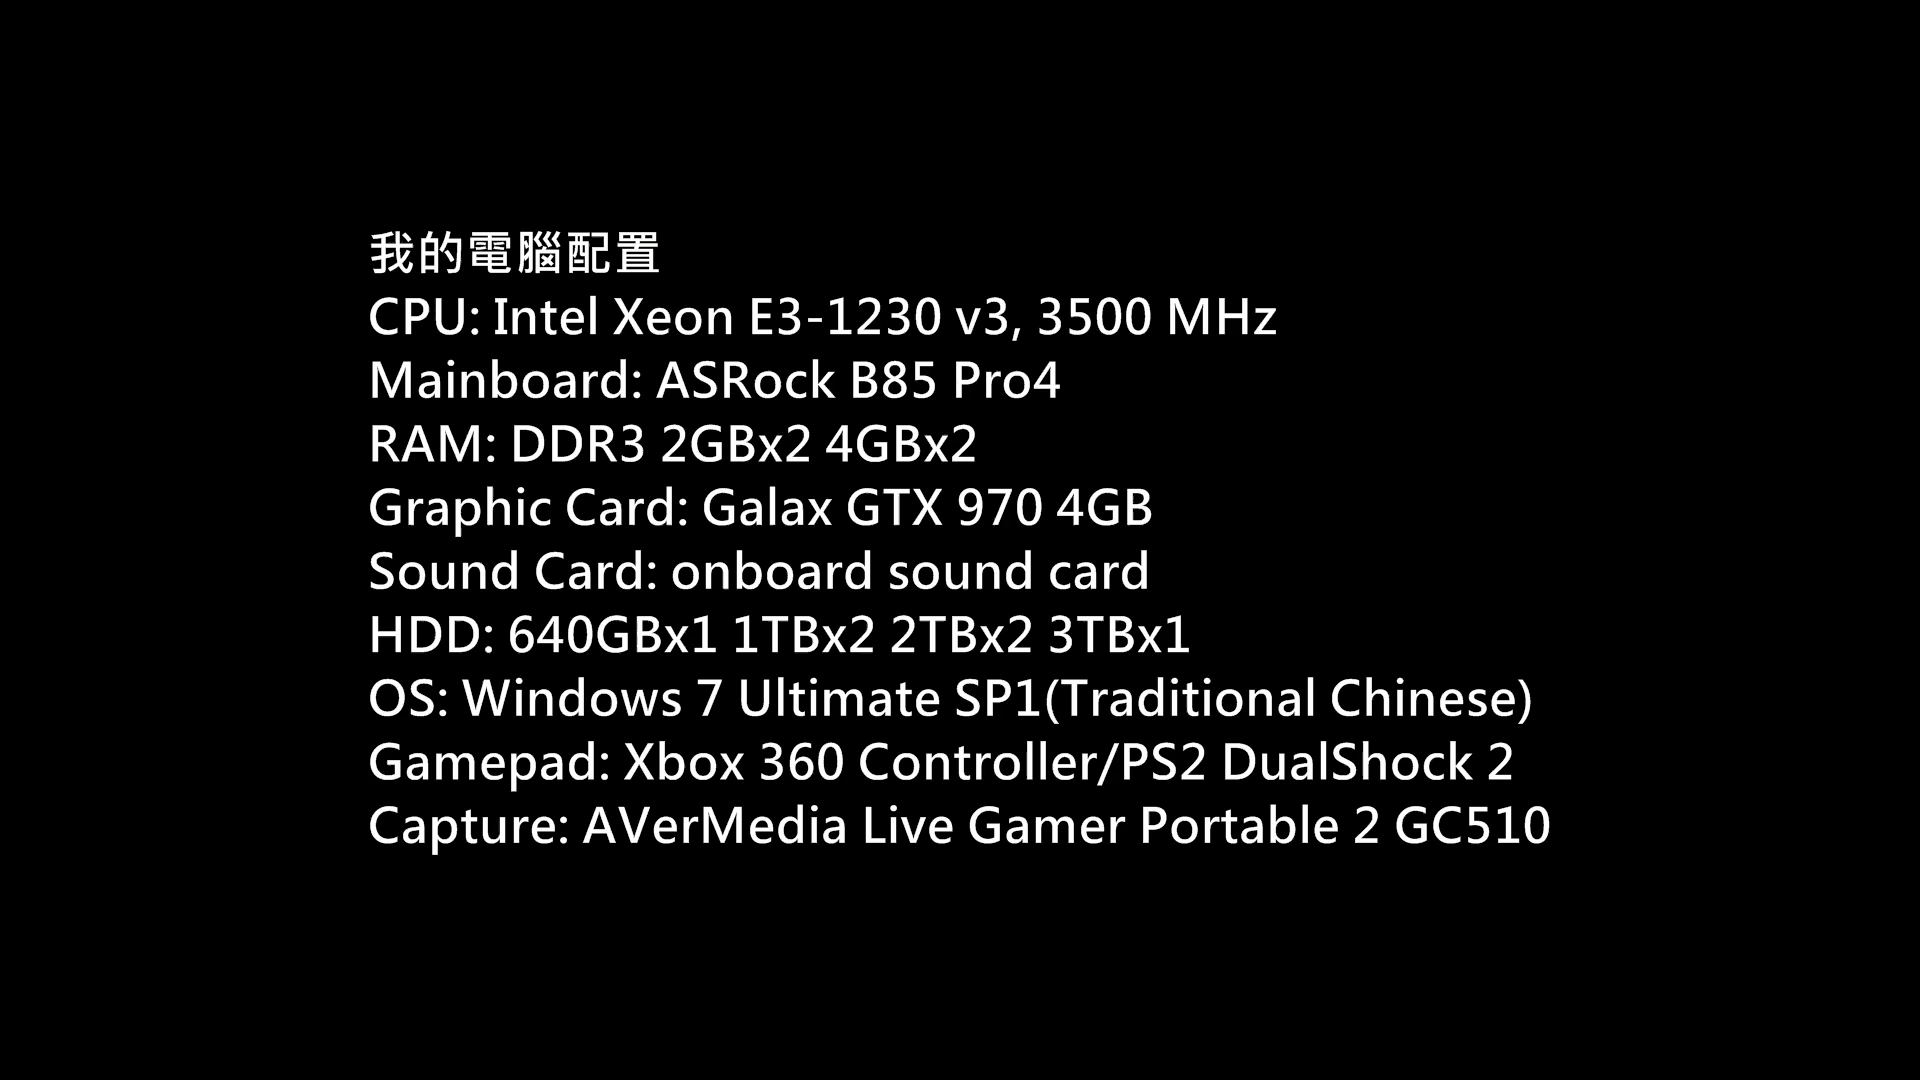 我的電腦配置
CPU: Intel Xeon E3-1230 v3, 3500 MHz
Mainboard: ASRock B85 Pro4
RAM: DDR3 2GBx2 4GBx2
Graphic Card: Galax GTX 970 4GB
Sound Card: onboard sound card
HDD: 640GBx1 1TBx2 2TBx2 3TBx1
OS: Windows 7 Ultimate SP1(Traditional Chinese)
Gamepad: Xbox 360 Controller/PS2 DualShock 2
Capture: AVerMedia Live Gamer Portable 2 GC510